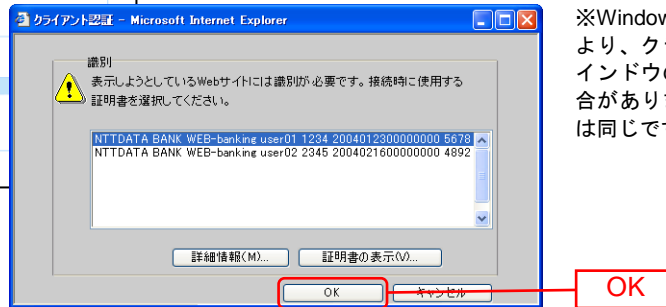 クライアント認証 - Microsoft Internet Explorer
識別
表示しようとしているWebサイトには識別が必要です。接続時に使用する
証明書を選択してください。
NTTDATA BANK WEB-banking user01 1234 2004012300000000 5678
NTTDATA BANK WEB-banking user02 2345 2004021600000000 4892
詳細情報(M)...
証明書の表示(V)...
OK
キャンセル
※Window
より、ク
インドウ
合があり
は同じで
OK